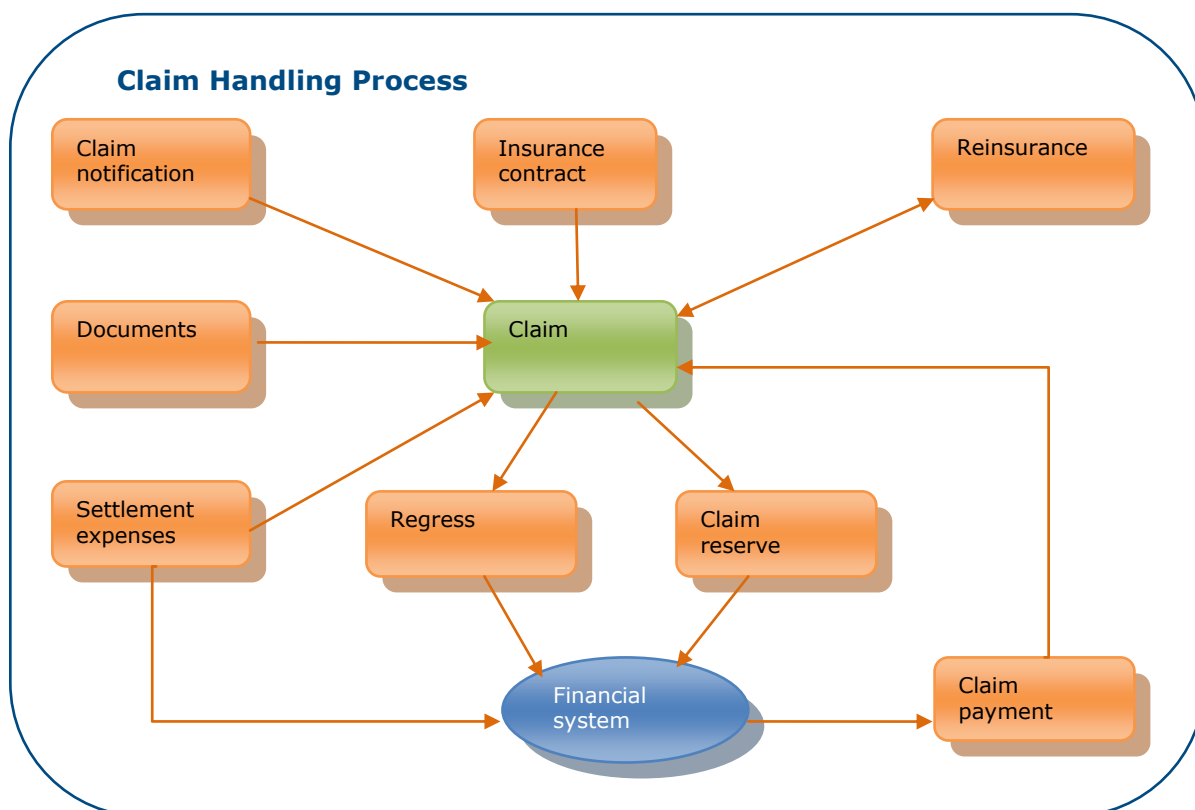 Claim Handling Process
Claim
notification
Insurance
contract
Reinsurance
Documents
Claim
Settlement
expenses
Regress
Claim
reserve
Financial
system
Claim
payment